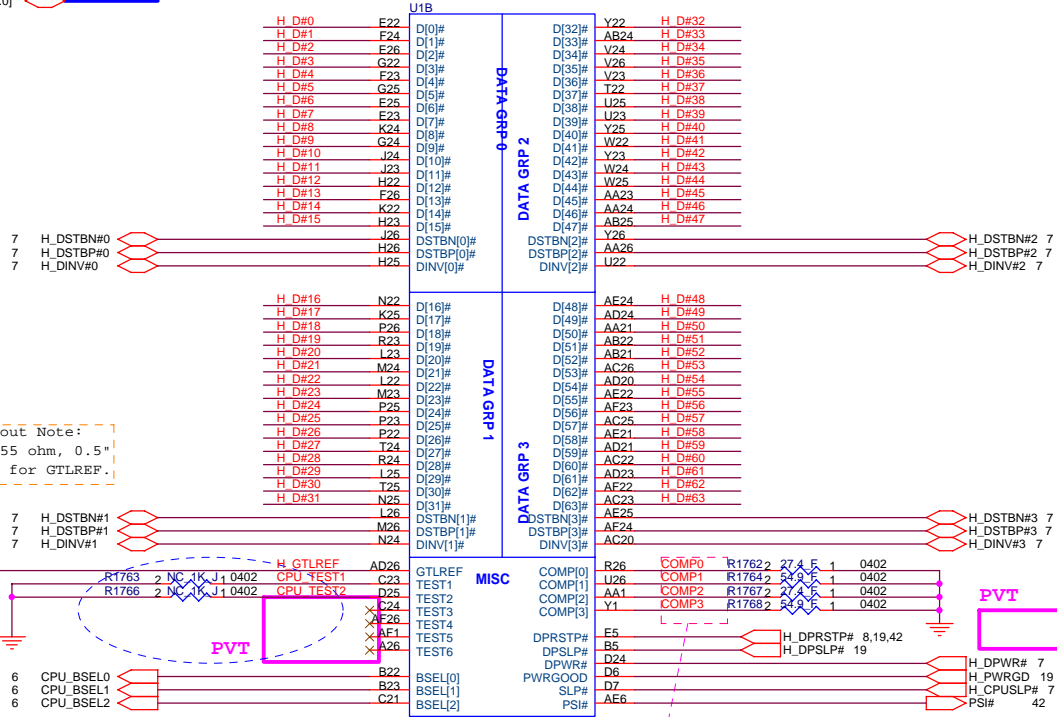 0]
U1B
H_D#0 E22 D[0]# D[32]# Y22 H_D#32
H_D#1 F24 D[1]# D[33]# AB24 H_D#33
H_D#2 E26 D[2]# D[34]# V24 H_D#34
H_D#3 G22 D[3]# D[35]# V26 H_D#35
H_D#4 F23 D[4]# D[36]# V23 H_D#36
H_D#5 G25 D[5]# D[37]# T22 H_D#37
H_D#6 E25 D[6]# D[38]# U25 H_D#38
H_D#7 E23 D[7]# D[39]# U23 H_D#39
H_D#8 K24 D[8]# D[40]# Y25 H_D#40
H_D#9 G24 D[9]# D[41]# W22 H_D#41
H_D#10 J24 D[10]# D[42]# Y23 H_D#42
H_D#11 J23 D[11]# D[43]# W24 H_D#43
H_D#12 H22 D[12]# D[44]# W25 H_D#44
H_D#13 F26 D[13]# D[45]# AA23 H_D#45
H_D#14 K22 D[14]# D[46]# AA24 H_D#46
H_D#15 H23 D[15]# D[47]# AB25 H_D#47
DATA GRP 0
DATA GRP 2
7 H_DSTBN#0 J26 DSTBN[0]# DSTBN[2]# Y26 H_DSTBN#2 7
7 H_DSTBP#0 H26 DSTBP[0]# DSTBP[2]# AA26 H_DSTBP#2 7
7 H_DINV#0 H25 DINV[0]# DINV[2]# U22 H_DINV#2 7
H_D#16 N22 D[16]# D[48]# AE24 H_D#48
H_D#17 K25 D[17]# D[49]# AD24 H_D#49
H_D#18 P26 D[18]# D[50]# AA21 H_D#50
H_D#19 R23 D[19]# D[51]# AB22 H_D#51
H_D#20 L23 D[20]# D[52]# AB21 H_D#52
H_D#21 M24 D[21]# D[53]# AC26 H_D#53
H_D#22 L22 D[22]# D[54]# AD20 H_D#54
H_D#23 M23 D[23]# D[55]# AE22 H_D#55
H_D#24 P25 D[24]# D[56]# AF23 H_D#56
H_D#25 P23 D[25]# D[57]# AC25 H_D#57
H_D#26 P22 D[26]# D[58]# AE21 H_D#58
H_D#27 T24 D[27]# D[59]# AD21 H_D#59
H_D#28 R24 D[28]# D[60]# AC22 H_D#60
H_D#29 L25 D[29]# D[61]# AD23 H_D#61
H_D#30 T25 D[30]# D[62]# AF22 H_D#62
H_D#31 N25 D[31]# D[63]# AC23 H_D#63
DATA GRP 1
DATA GRP 3
out Note:
55 ohm, 0.5"
for GTLREF.
7 H_DSTBN#1 L26 DSTBN[1]# DSTBN[3]# AE25 H_DSTBN#3 7
7 H_DSTBP#1 M26 DSTBP[1]# DSTBP[3]# AF24 H_DSTBP#3 7
7 H_DINV#1 N24 DINV[1]# DINV[3]# AC20 H_DINV#3 7
MISC
H_GTLREF AD26 GTLREF COMP[0] R26 COMP0 R1762 2 27.4_F 1 0402
R1763 2 NC_1K_J 1 0402 CPU_TEST1 C23 TEST1 COMP[1] U26 COMP1 R1764 2 54.9_F 1 0402
R1766 2 NC_1K_J 1 0402 CPU_TEST2 D25 TEST2 COMP[2] AA1 COMP2 R1767 2 27.4_F 1 0402
C24 TEST3 COMP[3] Y1 COMP3 R1768 2 54.9_F 1 0402
AF26 TEST4
AF1 TEST5 DPRSTP# E5 H_DPRSTP# 8,19,42
A26 TEST6 DPSLP# B5 H_DPSLP# 19
PVT
PVT
DPWR# D24 H_DPWR# 7
6 CPU_BSEL0 B22 BSEL[0] PWRGOOD D6 H_PWRGD 19
6 CPU_BSEL1 B23 BSEL[1] SLP# D7 H_CPUSLP# 7
6 CPU_BSEL2 C21 BSEL[2] PSI# AE6 PSI# 42